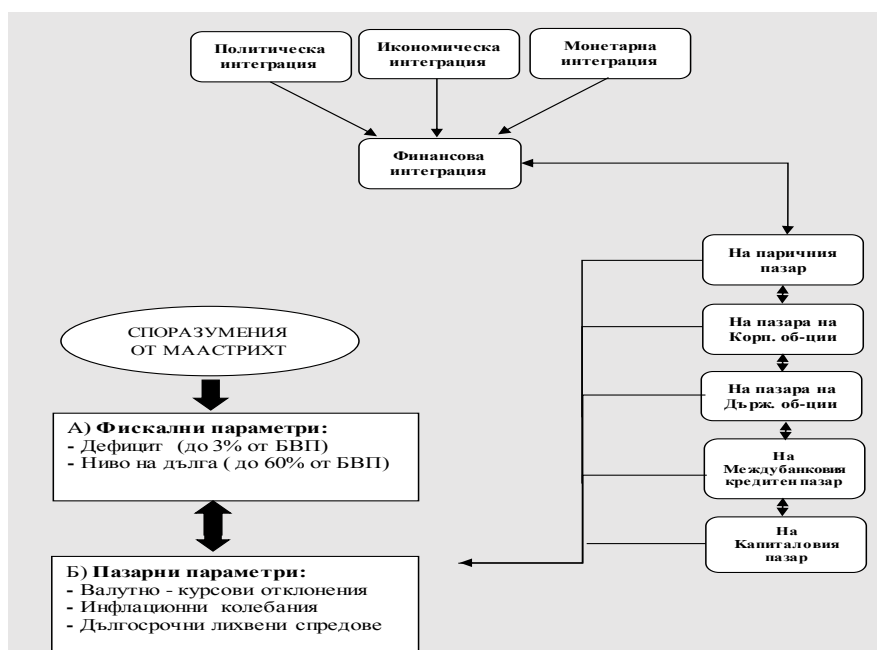 Политическа
интеграция
Икономическа
интеграция
Монетарна
интеграция
Финансова
интеграция
На паричния
пазар
На пазара на
Корп. об-ции
На пазара на
Държ. об-ции
На
Междубанковия
кредитен пазар
На
Капиталовия
пазар
СПОРАЗУМЕНИЯ
ОТ МААСТРИХТ
А) Фискални параметри:
- Дефицит (до 3% от БВП)
- Ниво на дълга ( до 60% от БВП)
Б) Пазарни параметри:
- Валутно - курсови отклонения
- Инфлационни колебания
- Дългосрочни лихвени спредове